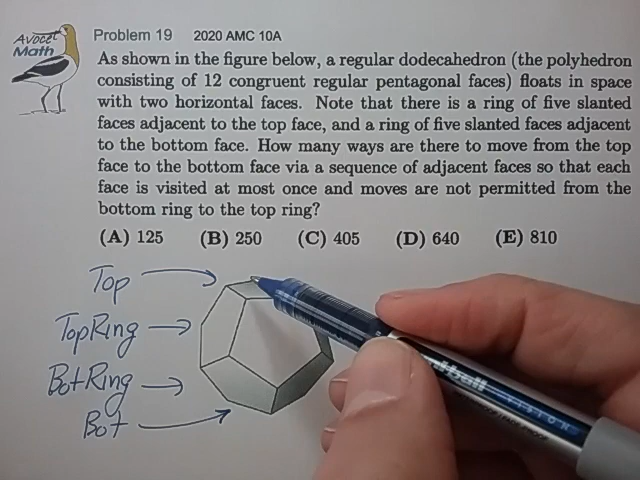 Avocet
Math
Problem 19 2020 AMC 10A
As shown in the figure below, a regular dodecahedron (the polyhedron
consisting of 12 congruent regular pentagonal faces) floats in space
with two horizontal faces. Note that there is a ring of five slanted
faces adjacent to the top face, and a ring of five slanted faces adjacent
to the bottom face. How many ways are there to move from the top
face to the bottom face via a sequence of adjacent faces so that each
face is visited at most once and moves are not permitted from the
bottom ring to the top ring?
(A) 125 (B) 250 (C) 405 (D) 640 (E) 810
Top
TopRing
BotRing
Bot
VISION